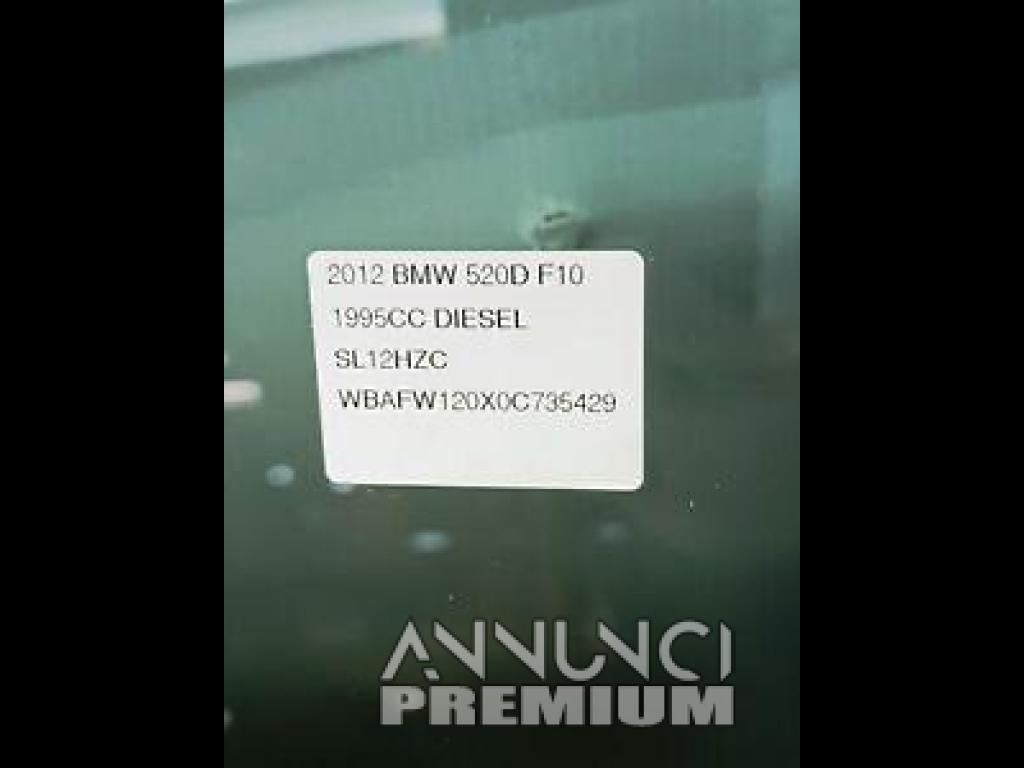 2012 BMW 520D F10
1995CC DIESEL
SL12HZC
WBAFW120X0C735429
ANNUNCI
PREMIUM